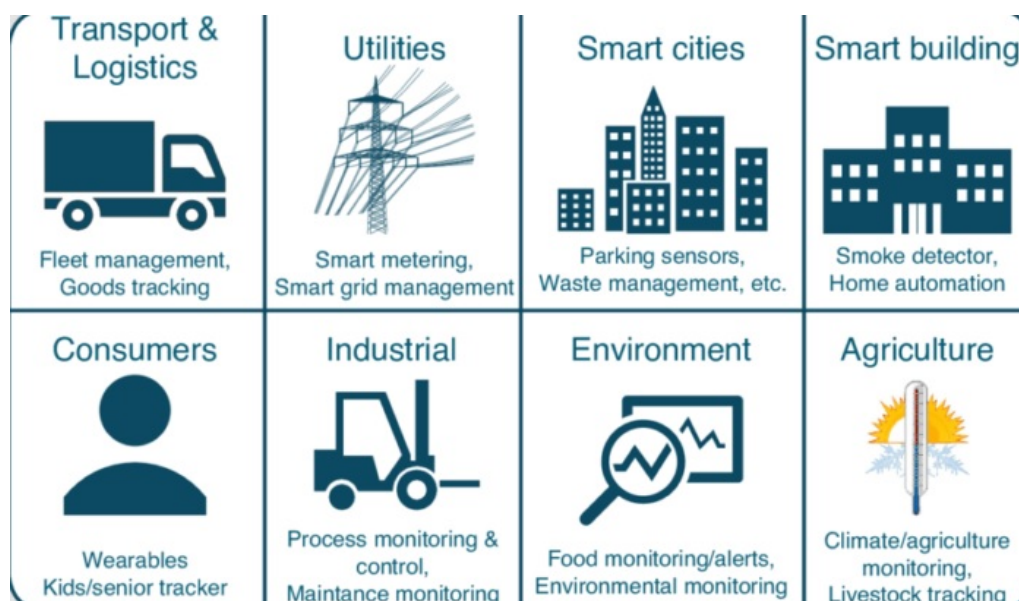 Transport &
Logistics
Fleet management,
Goods tracking
Utilities
Smart metering,
Smart grid management
Smart cities
Parking sensors,
Waste management, etc.
Smart building
Smoke detector,
Home automation
Consumers
Wearables
Kids/senior tracker
Industrial
Process monitoring &
control,
Maintance monitoring
Environment
Food monitoring/alerts,
Environmental monitoring
Agriculture
Climate/agriculture
monitoring,
Livestock tracking